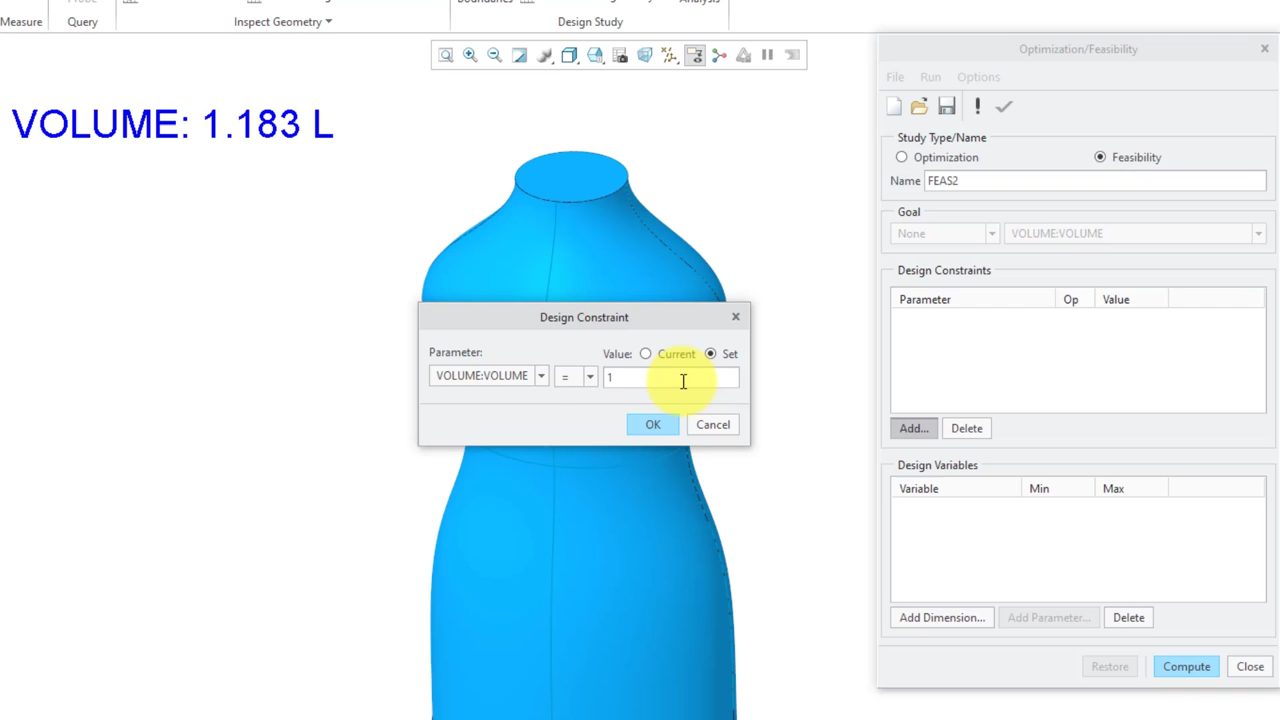 Measure
Query
Inspect Geometry
Design Study
Optimization/Feasibility
File Run Options
VOLUME: 1.183 L
Study Type/Name
Optimization
Feasibility
Name FEAS2
Goal
None
VOLUME:VOLUME
Design Constraints
Parameter Op Value
Design Constraint
Parameter:
Value: Current Set
VOLUME:VOLUME = 1
OK Cancel
Add... Delete
Design Variables
Variable Min Max
Add Dimension... Add Parameter... Delete
Restore Compute Close